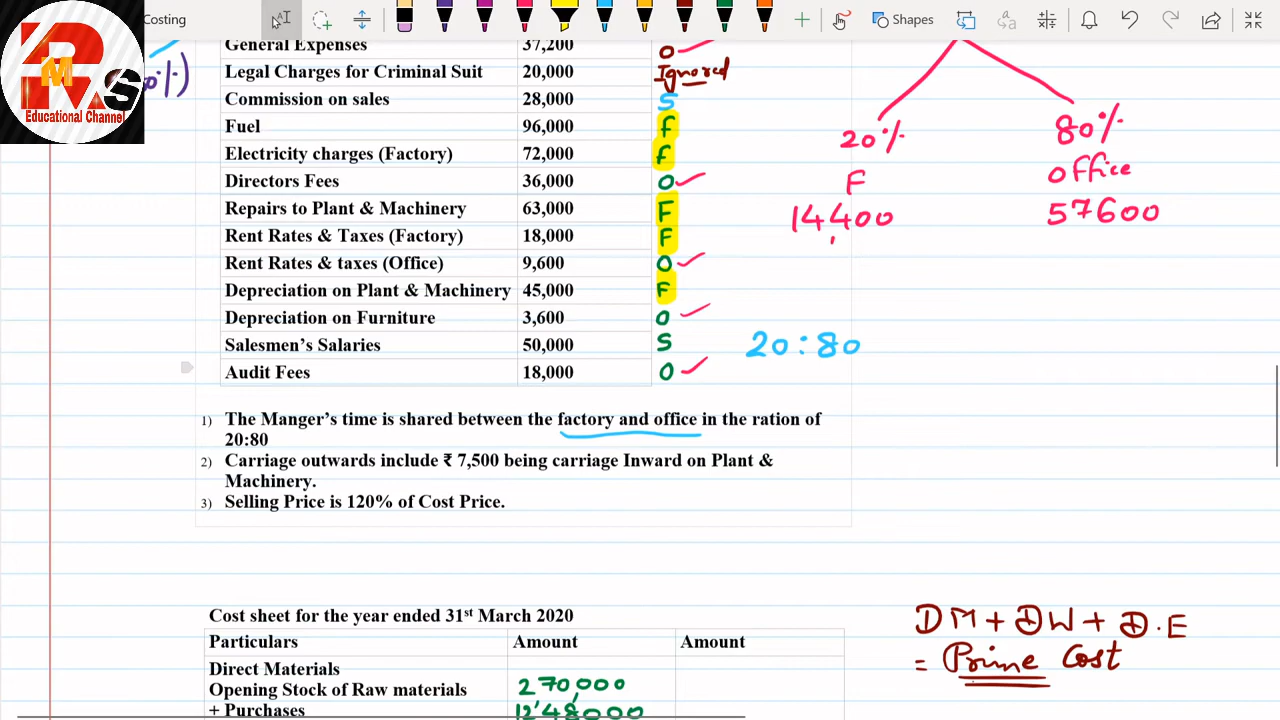 Costing
Shapes
RMS
Educational Channel
0%)
General Expenses 37,200 O
Legal Charges for Criminal Suit 20,000 Ignored
Commission on sales 28,000 S
Fuel 96,000 f
Electricity charges (Factory) 72,000 f
Directors Fees 36,000 O
Repairs to Plant & Machinery 63,000 F
Rent Rates & Taxes (Factory) 18,000 F
Rent Rates & taxes (Office) 9,600 O
Depreciation on Plant & Machinery 45,000 F
Depreciation on Furniture 3,600 O
Salesmen’s Salaries 50,000 S
Audit Fees 18,000 O
20% 80%
F Office
14,400 57600
20:80
1) The Manger’s time is shared between the factory and office in the ration of
20:80
2) Carriage outwards include ₹ 7,500 being carriage Inward on Plant &
Machinery.
3) Selling Price is 120% of Cost Price.
Cost sheet for the year ended 31st March 2020
Particulars Amount Amount
Direct Materials
Opening Stock of Raw materials 270,000
+ Purchases 12'48000
DM + DW + D.E
= Prime Cost